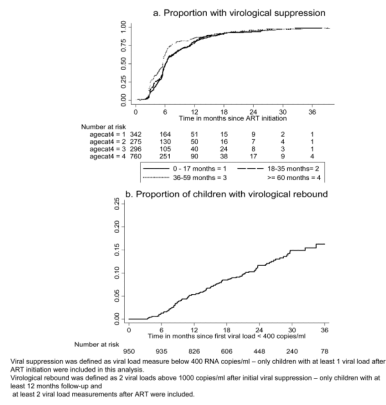 a. Proportion with virological suppression
1.00
0.75
0.50
0.25
0.00
0 6 12 18 24 30 36
Time in months since ART initiation
Number at risk
agecat4 = 1 342 164 51 15 9 2 1
agecat4 = 2 275 130 50 16 7 4 1
agecat4 = 3 296 105 40 24 8 3 1
agecat4 = 4 760 251 90 38 17 9 4
0 - 17 months = 1 18-35 months= 2
36-59 months = 3 >= 60 months = 4
b. Proportion of children with virological rebound
0.25
0.20
0.15
0.10
0.05
0.00
0 6 12 18 24 30 36
Time in months since first viral load < 400 copies/ml
Number at risk
950 935 826 606 448 240 78
Viral suppression was defined as viral load measure below 400 RNA copies/ml – only children with at least 1 viral load after
ART initiation were included in this analysis.
Virological rebound was defined as 2 viral loads above 1000 copies/ml after initial viral suppression – only children with at
least 12 months follow-up and
at least 2 viral load measurements after ART were included.